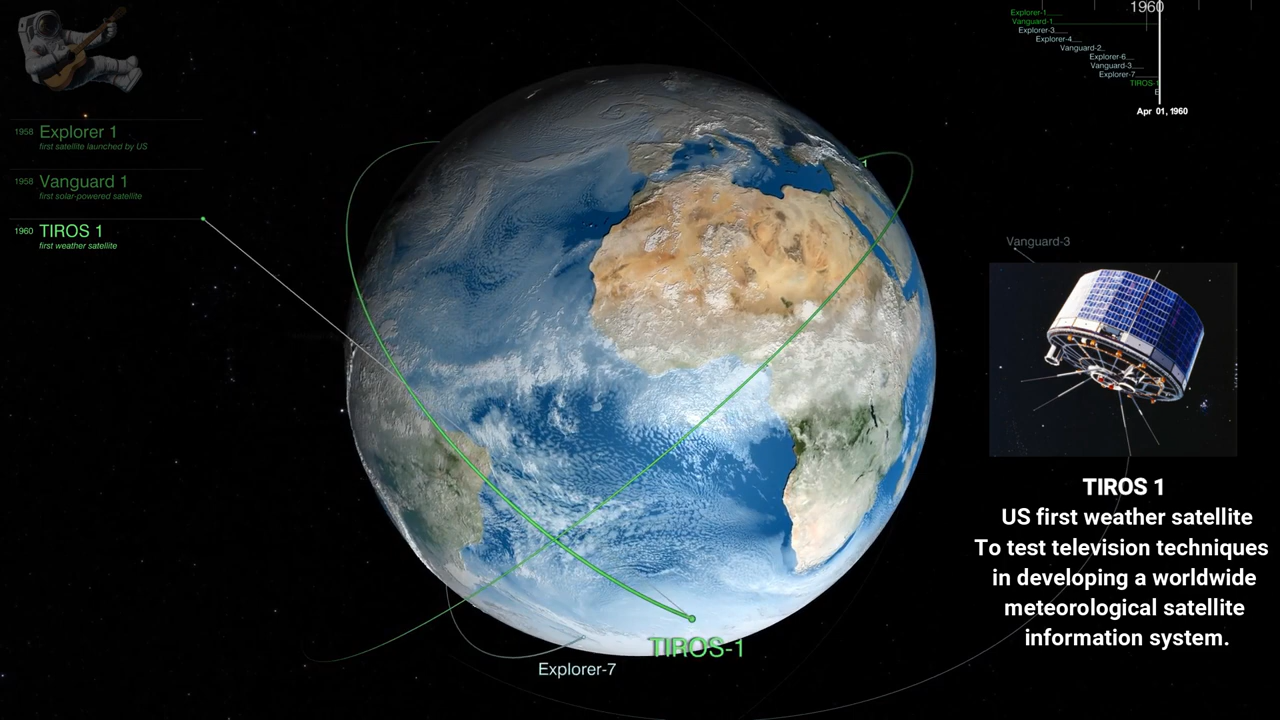 1958 Explorer 1
first satellite launched by US
1958 Vanguard 1
first solar-powered satellite
1960 TIROS 1
first weather satellite
1960
Explorer-1
Vanguard-1
Explorer-3
Explorer-4
Vanguard-2
Explorer-6
Vanguard-3
Explorer-7
TIROS-1
Apr 01, 1960
1
Vanguard-3
TIROS 1
US first weather satellite
To test television techniques
in developing a worldwide
meteorological satellite
information system.
TIROS-1
Explorer-7